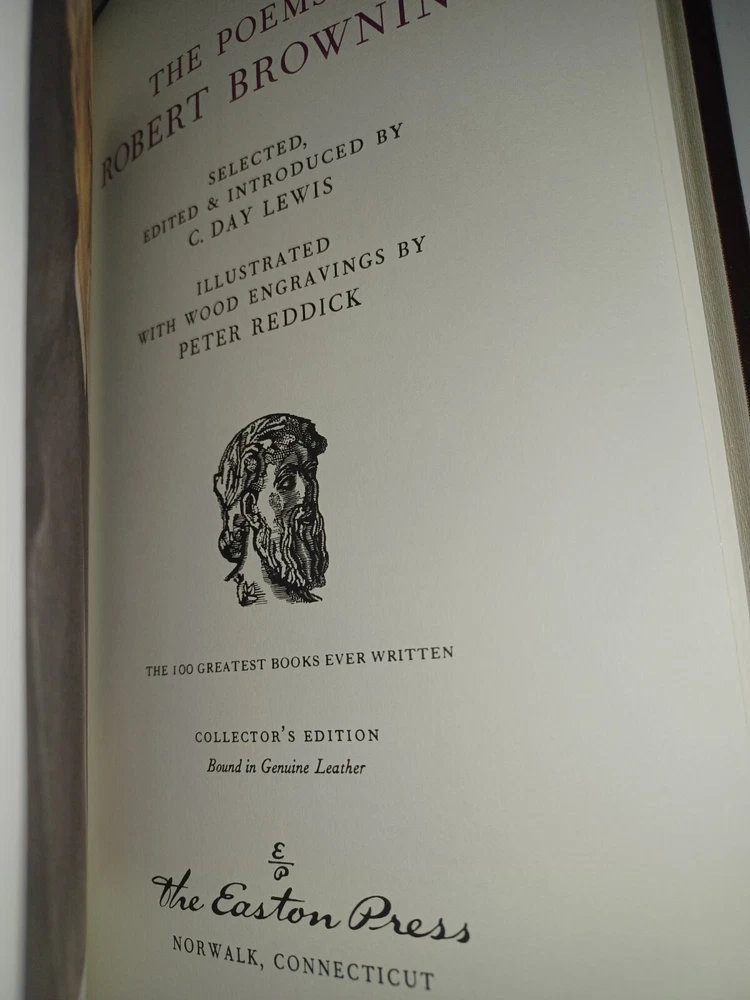 THE POEMS
ROBERT BROWNIN
SELECTED,
EDITED & INTRODUCED BY
C. DAY LEWIS
ILLUSTRATED
WITH WOOD ENGRAVINGS BY
PETER REDDICK
THE 100 GREATEST BOOKS EVER WRITTEN
COLLECTOR'S EDITION
Bound in Genuine Leather
E
P
The Easton Press
NORWALK, CONNECTICUT